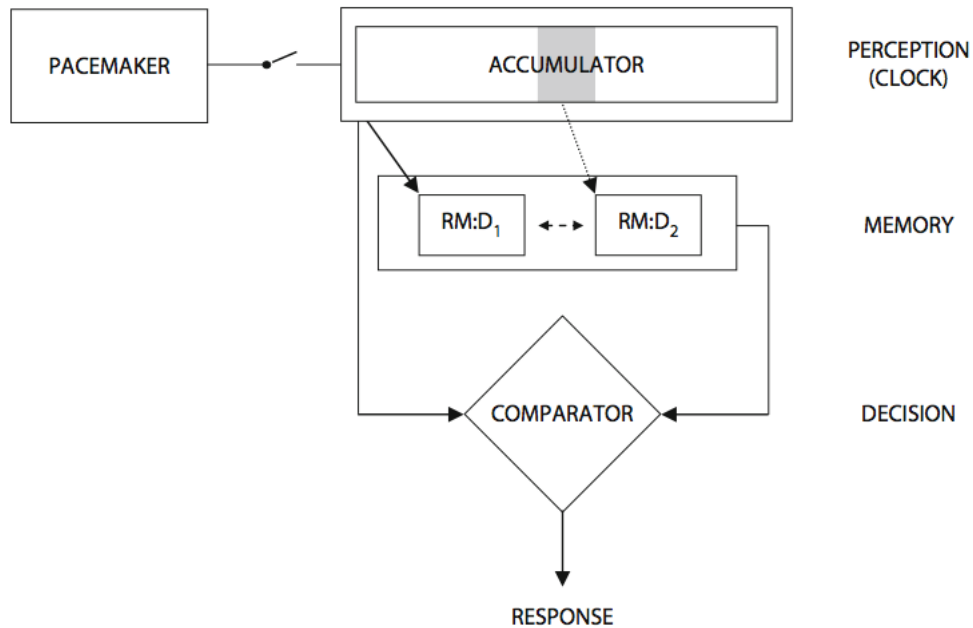 PACEMAKER
ACCUMULATOR
PERCEPTION
(CLOCK)
RM:D₁
RM:D₂
MEMORY
COMPARATOR
DECISION
RESPONSE